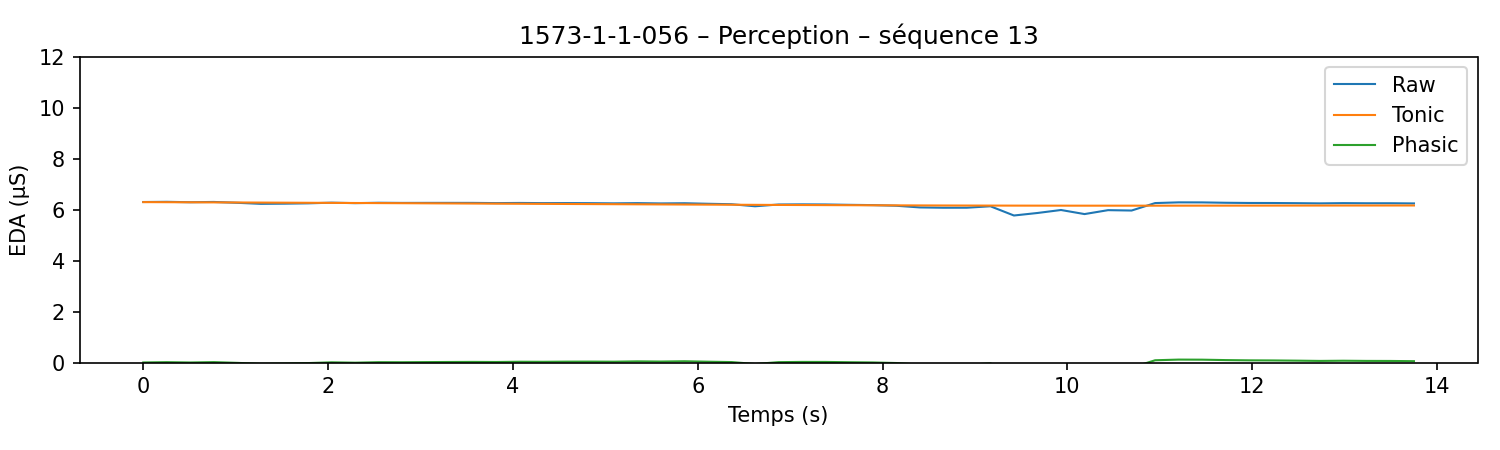 1573-1-1-056 – Perception – séquence 13
EDA (µS)
12
10
8
6
4
2
0
Raw
Tonic
Phasic
0 2 4 6 8 10 12 14
Temps (s)